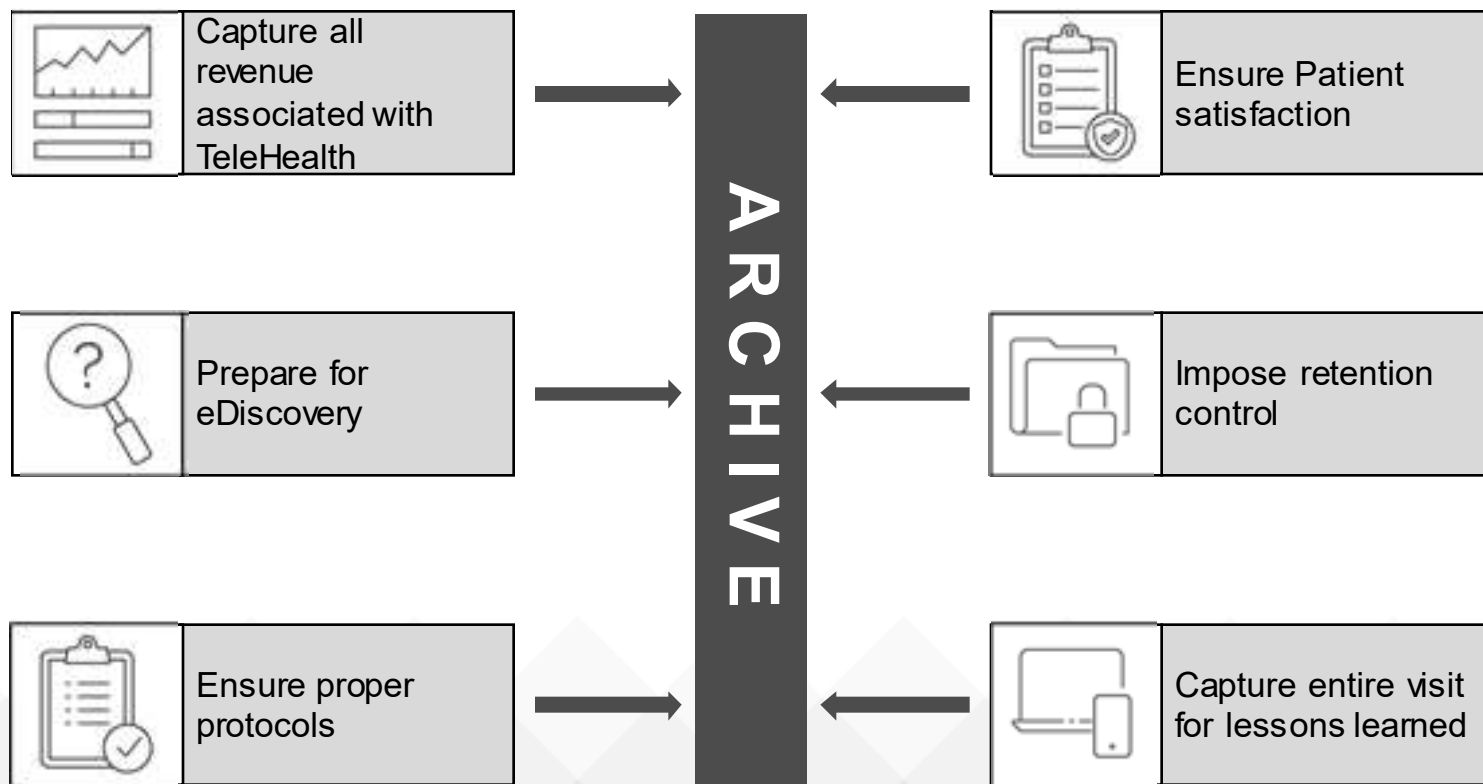 Capture all
revenue
associated with
TeleHealth
Ensure Patient
satisfaction
ARCHIVE
?
Prepare for
eDiscovery
Impose retention
control
Ensure proper
protocols
Capture entire visit
for lessons learned